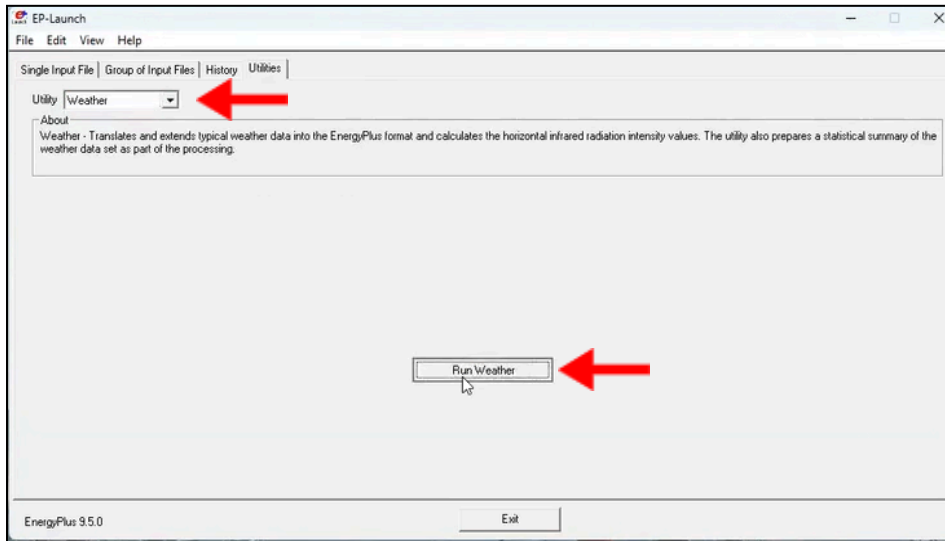 EP-Launch
File Edit View Help
Single Input File Group of Input Files History Utilities
Utility Weather
About
Weather - Translates and extends typical weather data into the EnergyPlus format and calculates the horizontal infrared radiation intensity values. The utility also prepares a statistical summary of the
weather data set as part of the processing.
Run Weather
EnergyPlus 9.5.0 Exit